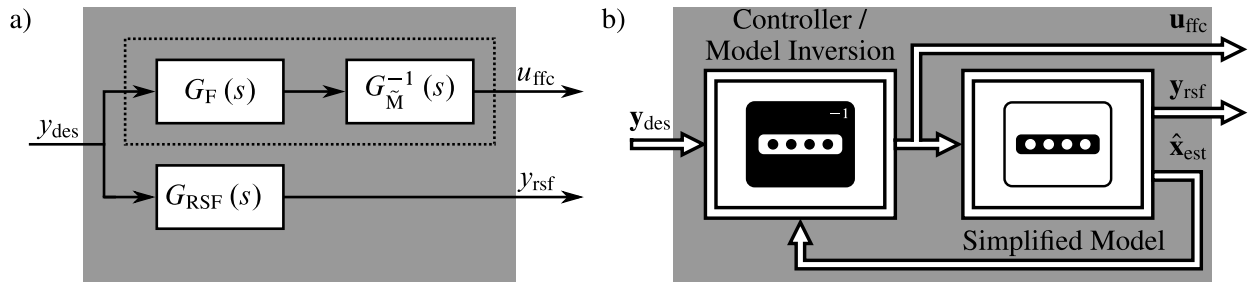 a)
y_des
G_F (s)
G_M̃^−1 (s)
u_ffc
G_RSF (s)
y_rsf
b)
Controller /
Model Inversion
u_ffc
y_des
−1
y_rsf
x̂_est
Simplified Model